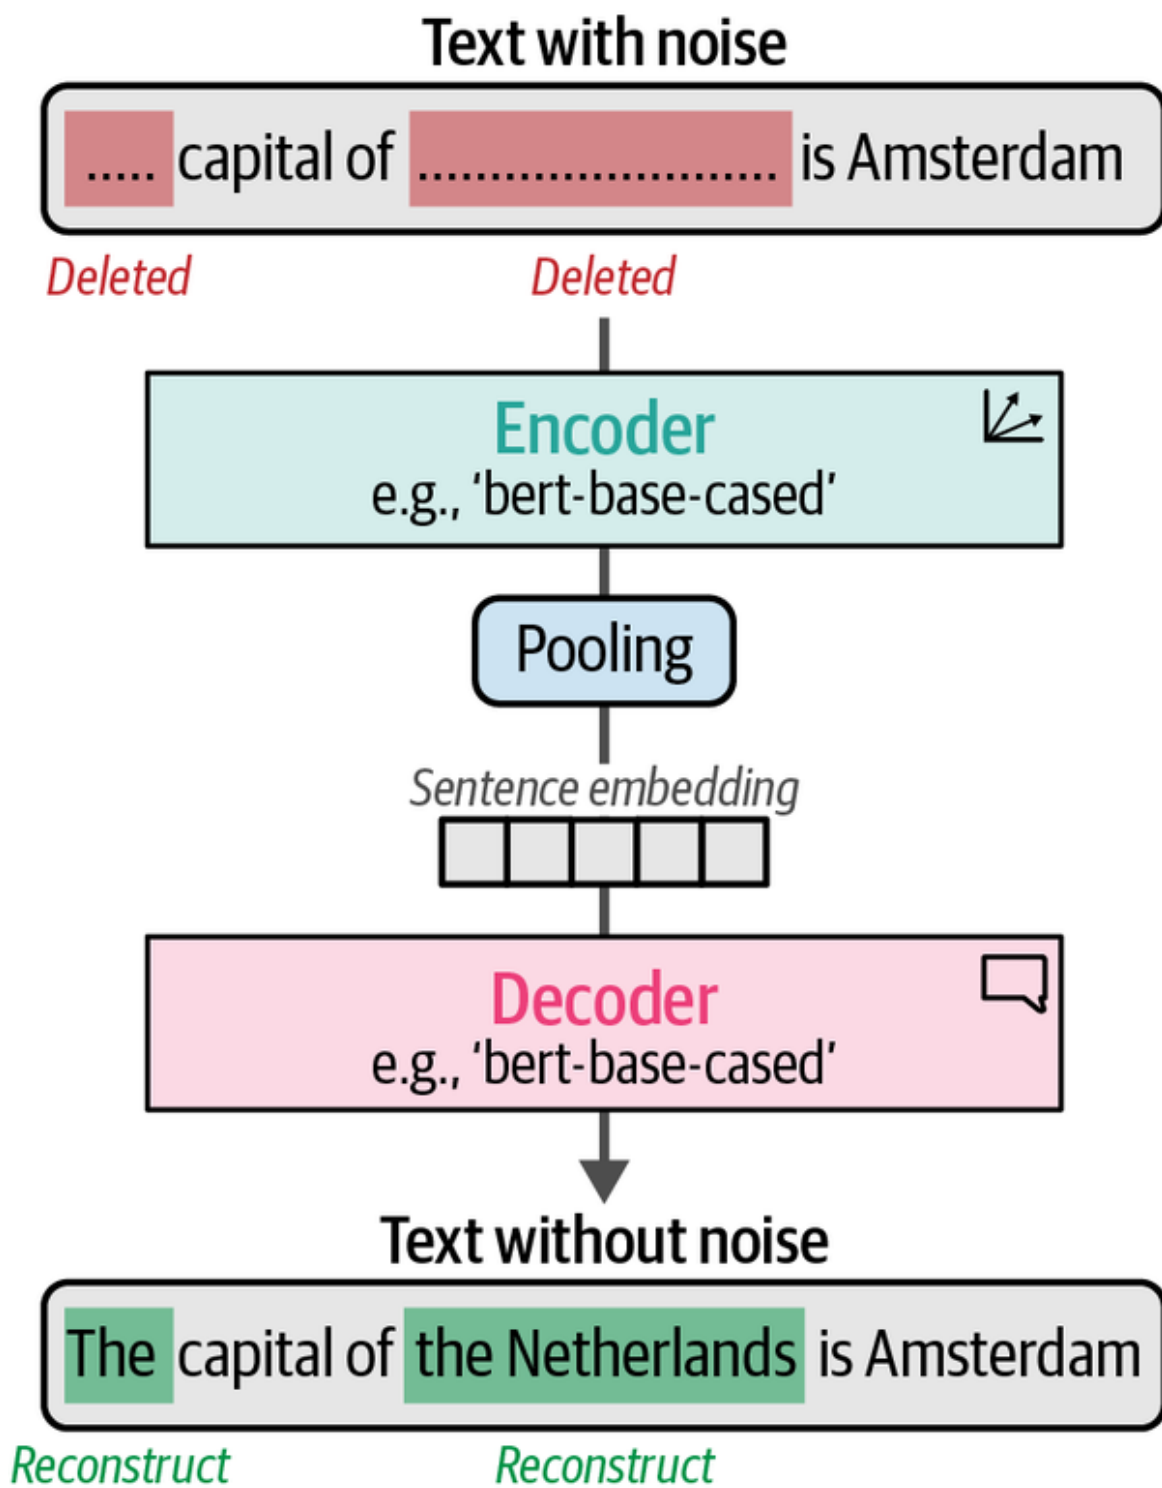 Text with noise
..... capital of ......................... is Amsterdam
Deleted Deleted
Encoder
e.g., ‘bert-base-cased’
Pooling
Sentence embedding
Decoder
e.g., ‘bert-base-cased’
Text without noise
The capital of the Netherlands is Amsterdam
Reconstruct Reconstruct